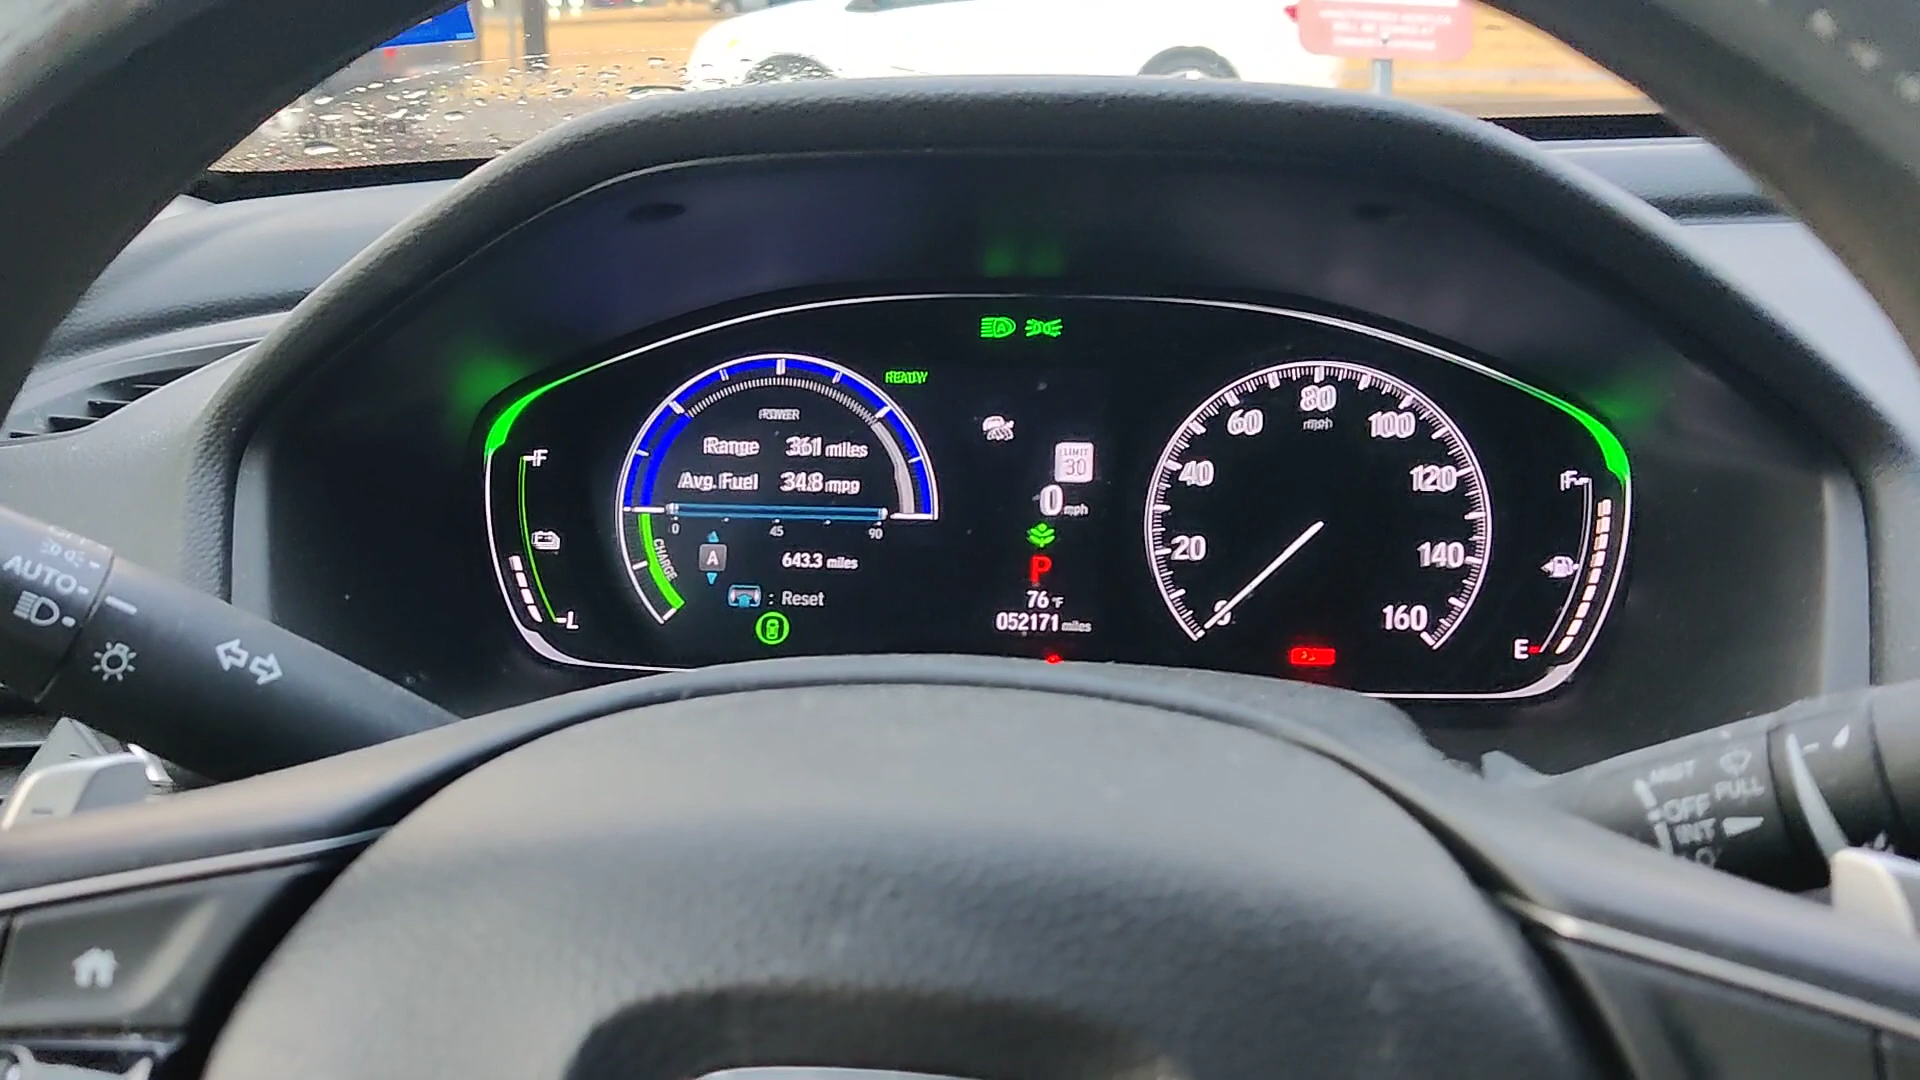 READY
POWER
Range 361 miles
Avg. Fuel 34.8 mpg
0 45 90
A 643.3 miles
: Reset
CHARGE
F
L
LIMIT
30
0 mph
P
76 °F
052171 miles
0 20 40 60 80 100 120 140 160
mph
F
E
AUTO
MIST
OFF PULL
INT
LO